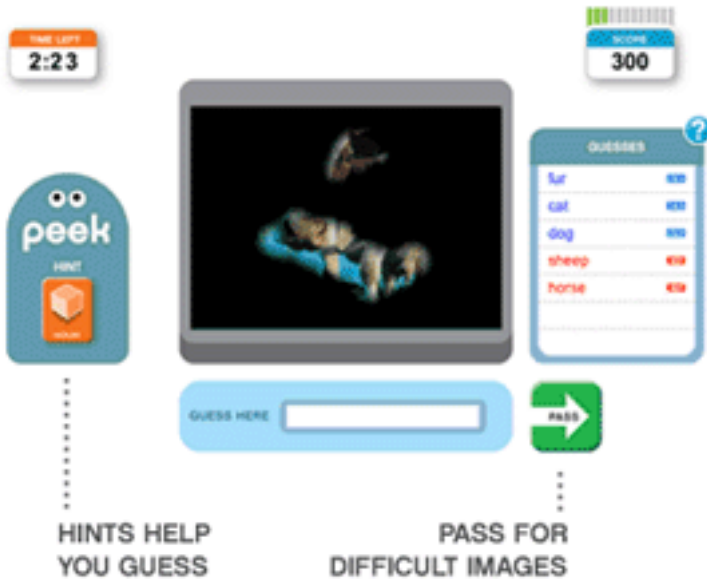 TIME LEFT
2:23
SCORE
300
peek
HINT
NOUN
GUESSES
fur
cat
dog
sheep
horse
?
GUESS HERE
PASS
HINTS HELP
YOU GUESS
PASS FOR
DIFFICULT IMAGES